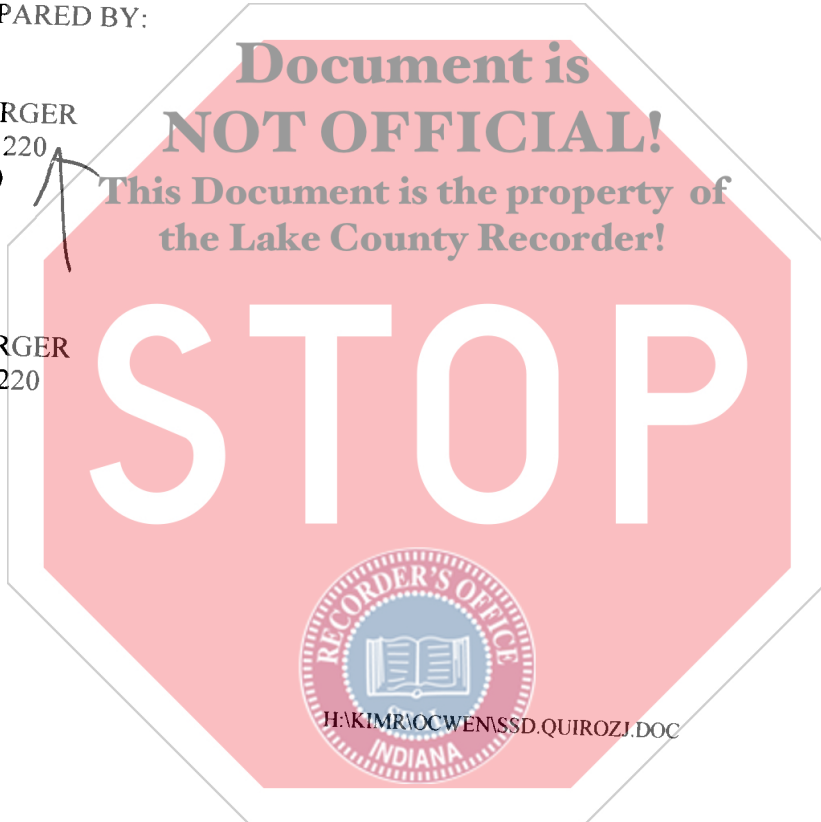 PARED BY:
Document is
NOT OFFICIAL!
RGER
220
)
This Document is the property of
the Lake County Recorder!
STOP
RGER
220
RECORDER'S OFFICE
SEAL
H:\KIMR\OCWEN\SSD.QUIROZJ.DOC
INDIANA